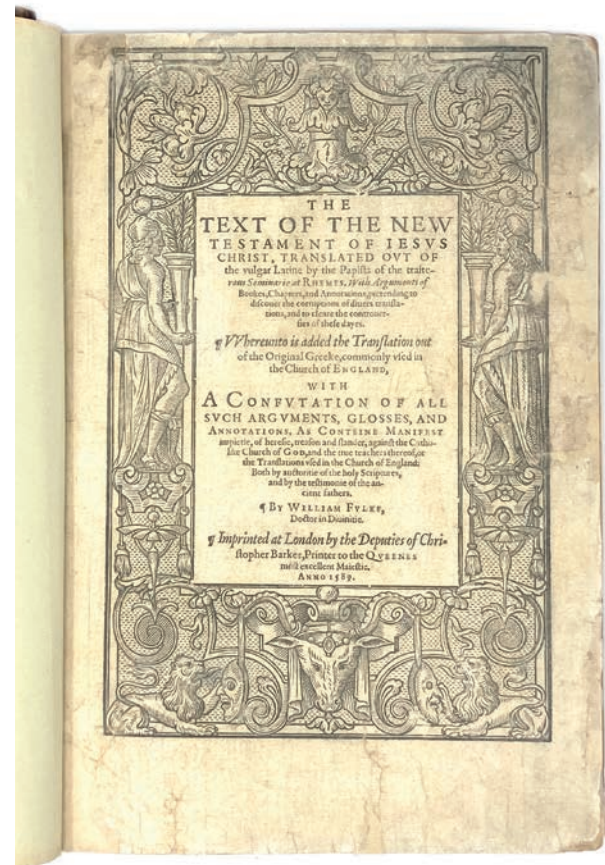 THE
TEXT OF THE NEW
TESTAMENT OF IESVS
CHRIST, TRANSLATED OVT OF
the vulgar Latine by the Papists of the traite-
rous Seminarie at RHEMES. With Arguments of
Bookes, Chapters, and Annotations, pretending to
discouer the corruptions of diuers transla-
tions, and to cleare the controuer-
sies of these dayes.
¶ VVhereunto is added the Translation out
of the Original Greeke, commonly vsed in
the Church of ENGLAND,
WITH
A CONFVTATION OF ALL
SVCH ARGVMENTS, GLOSSES, AND
ANNOTATIONS, AS CONTEINE MANIFEST
impietie, of heresie, treason and slander, against the Catho-
like Church of GOD, and the true teachers thereof, or
the Translations vsed in the Church of England:
Both by auctoritie of the holy Scriptures,
and by the testimonie of the an-
cient fathers.
¶ BY WILLIAM FVLKE,
Doctor in Diuinitie.
¶ Imprinted at London by the Deputies of Chri-
stopher Barker, Printer to the QVEENES
most excellent Maiestie.
ANNO 1589.